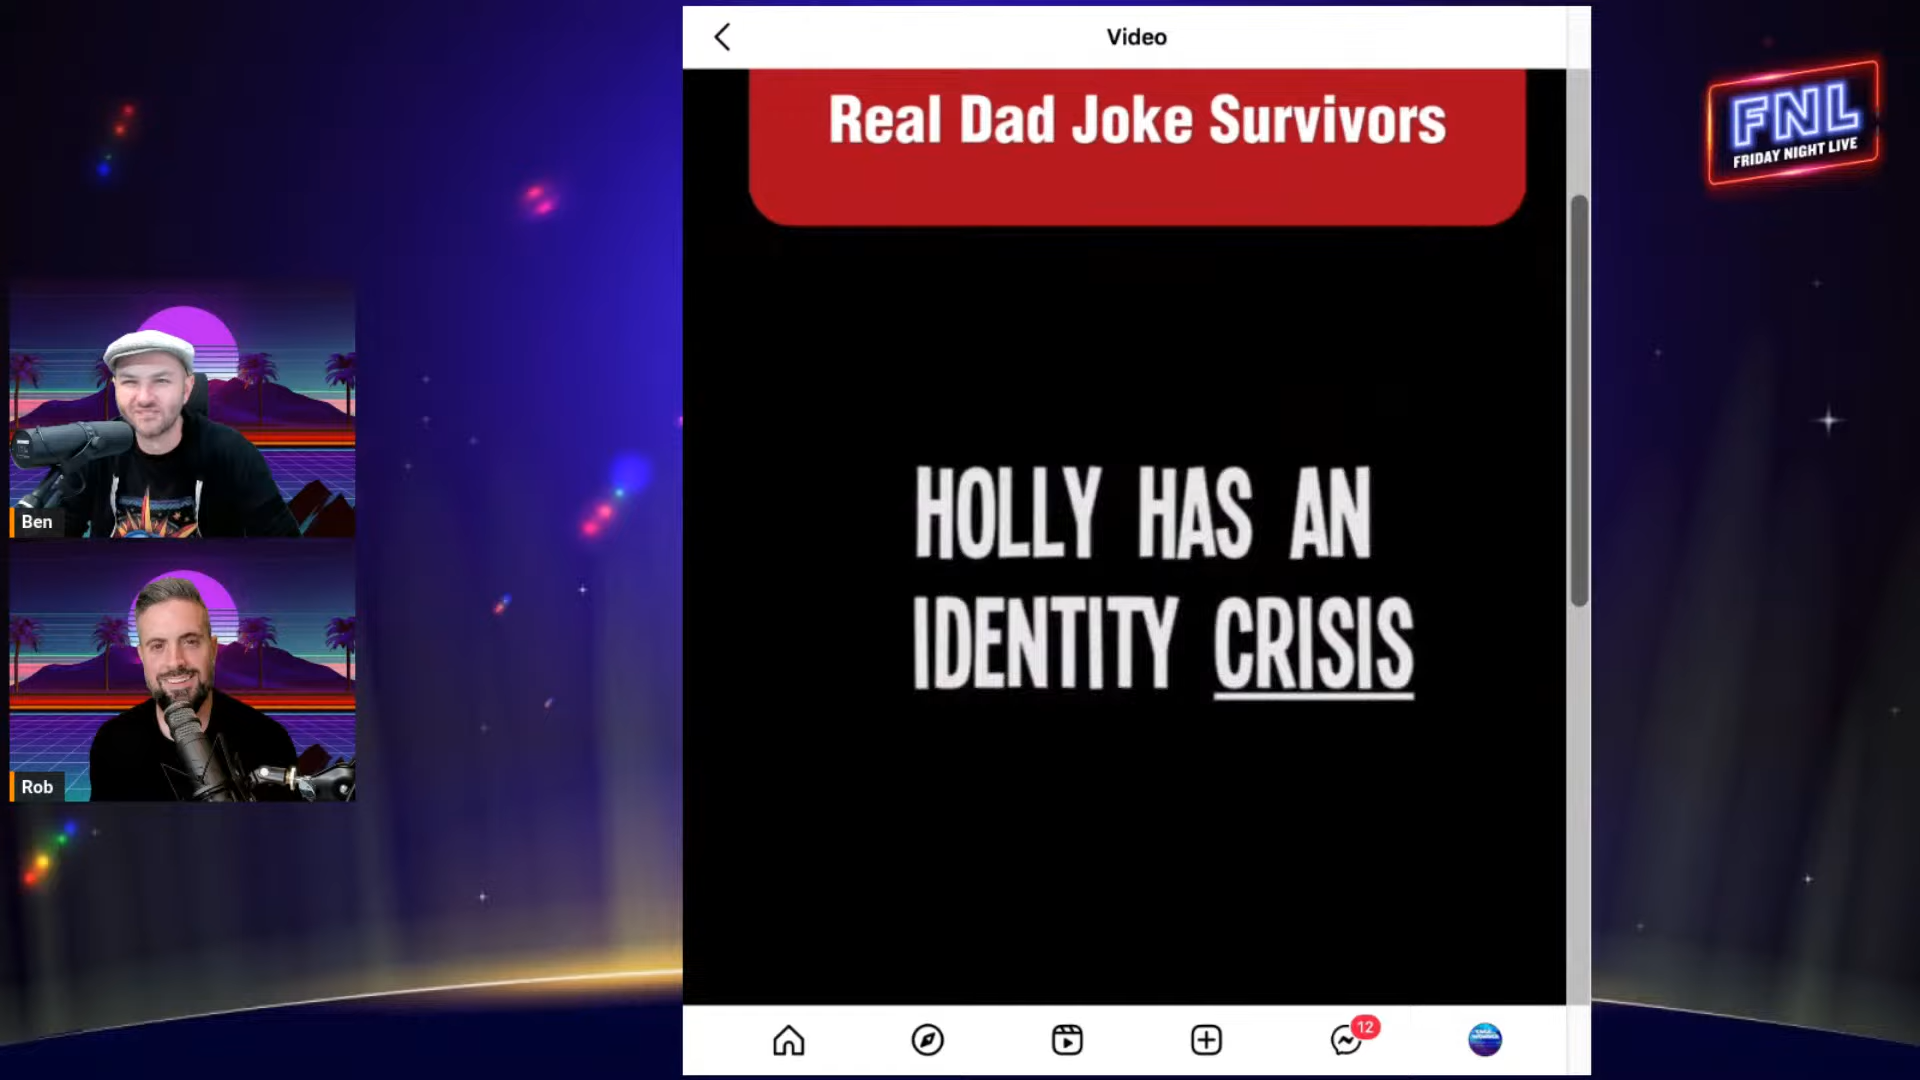 Video
Real Dad Joke Survivors
HOLLY HAS AN
IDENTITY CRISIS
12
FNL
FRIDAY NIGHT LIVE
Ben
Rob